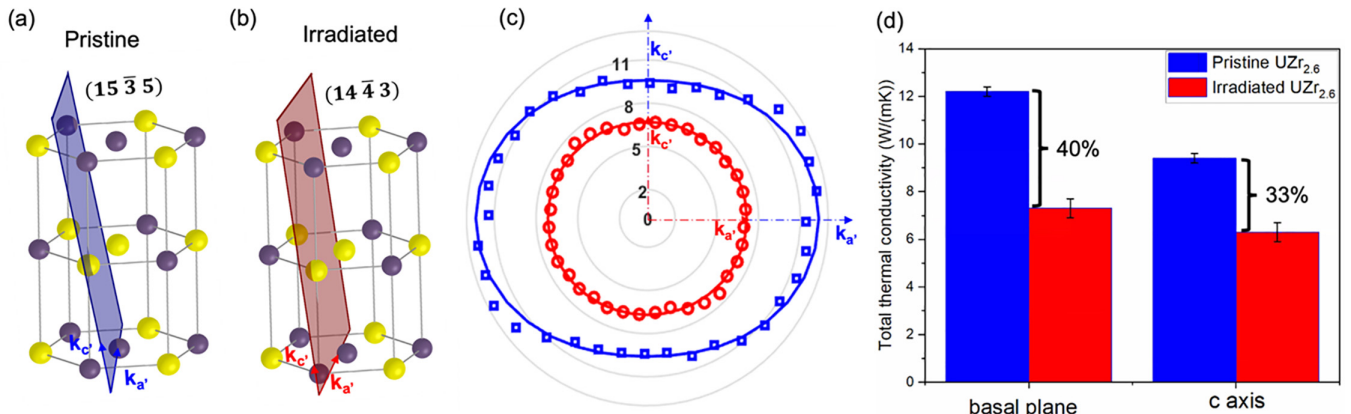 (a)
Pristine
(15 3̅ 5)
k_c'
k_a'
(b)
Irradiated
(14 4̅ 3)
k_c'
k_a'
(c)
k_c'
11
8
k_c'
5
2
0
k_a'
k_a'
(d)
Total thermal conductivity (W/(mK))
14
12
10
8
6
4
2
0
Pristine UZr2.6
Irradiated UZr2.6
40%
33%
basal plane
c axis